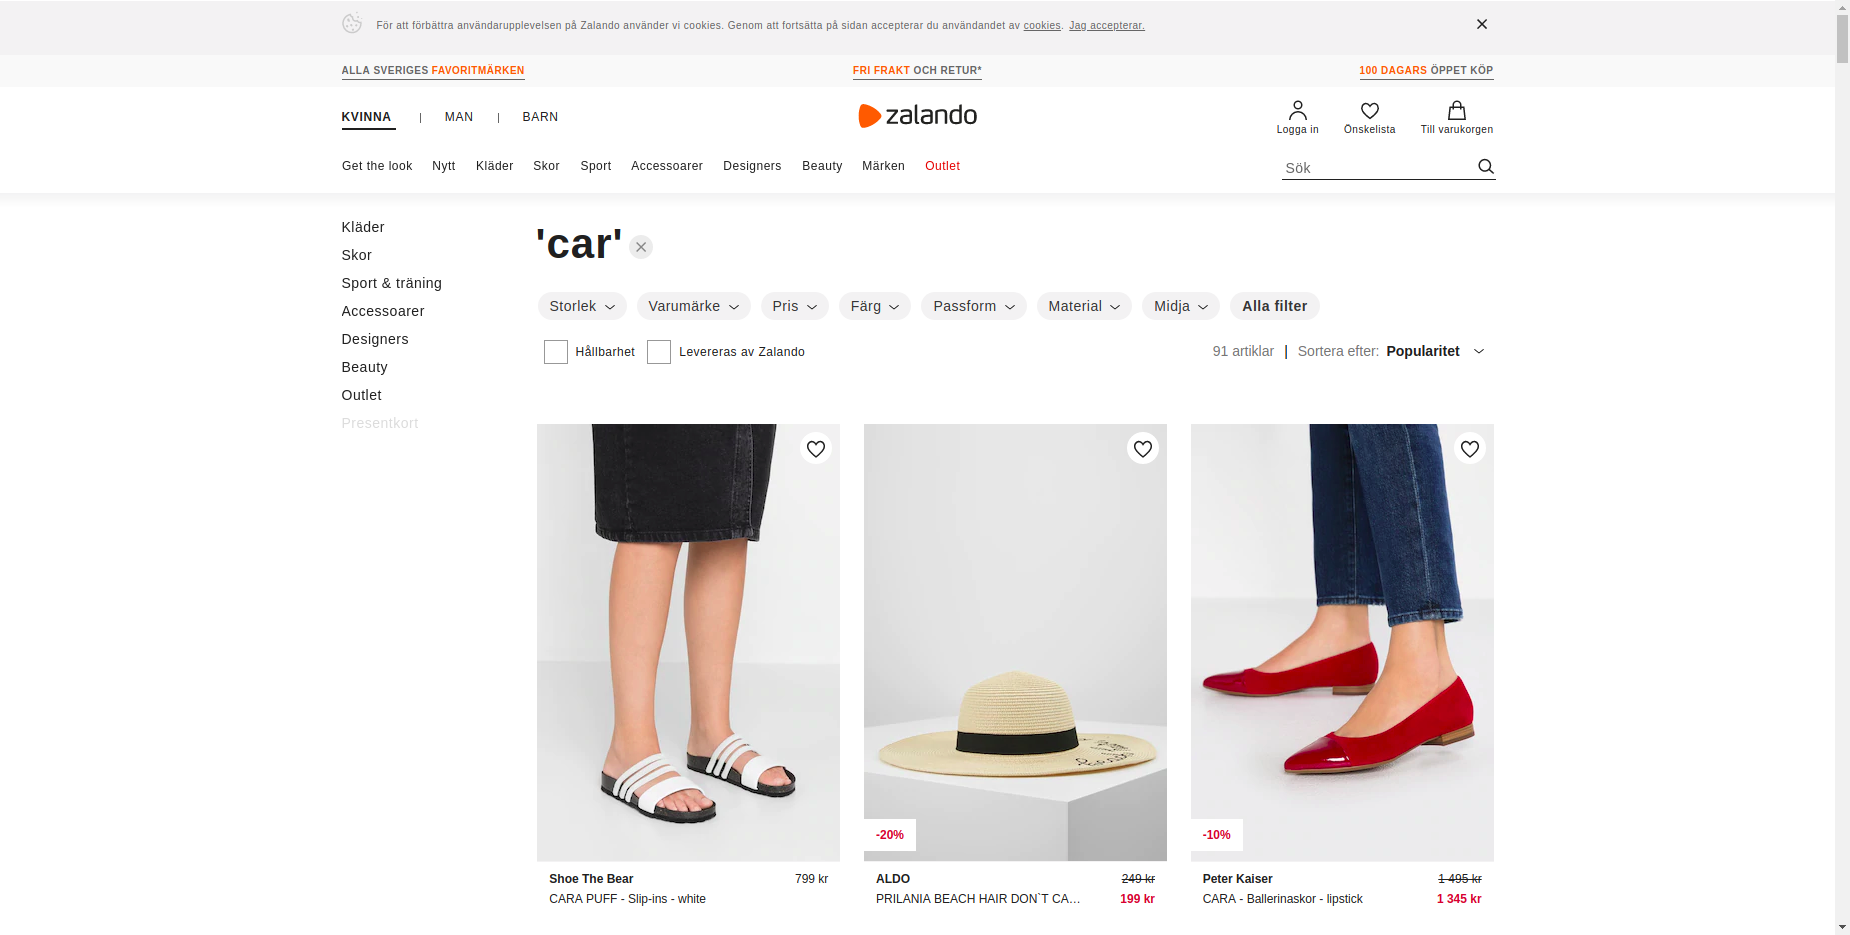 För att förbättra användarupplevelsen på Zalando använder vi cookies. Genom att fortsätta på sidan accepterar du användandet av cookies. Jag accepterar.
ALLA SVERIGES FAVORITMÄRKEN
FRI FRAKT OCH RETUR*
100 DAGARS ÖPPET KÖP
KVINNA | MAN | BARN
zalando
Logga in
Önskelista
Till varukorgen
Get the look Nytt Kläder Skor Sport Accessoarer Designers Beauty Märken Outlet
Sök
Kläder
Skor
Sport & träning
Accessoarer
Designers
Beauty
Outlet
Presentkort
'car'
Storlek Varumärke Pris Färg Passform Material Midja Alla filter
Hållbarhet Levereras av Zalando
91 artiklar | Sortera efter: Popularitet
Shoe The Bear 799 kr
CARA PUFF - Slip-ins - white
-20%
ALDO 249 kr
PRILANIA BEACH HAIR DON`T CA... 199 kr
-10%
Peter Kaiser 1 495 kr
CARA - Ballerinaskor - lipstick 1 345 kr